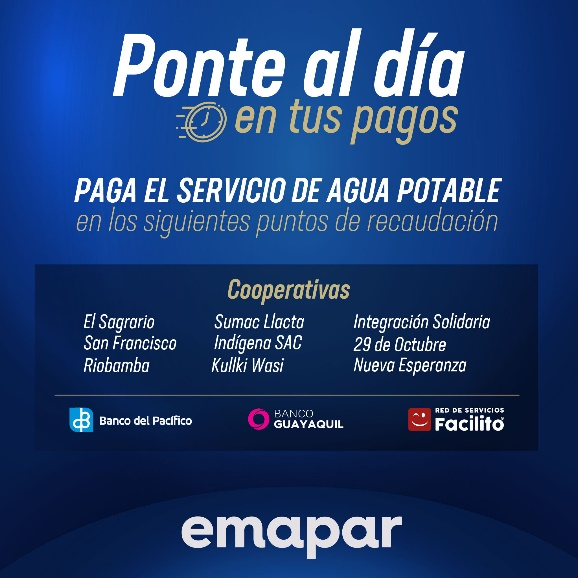 Ponte al día
en tus pagos
PAGA EL SERVICIO DE AGUA POTABLE
en los siguientes puntos de recaudación
Cooperativas
El Sagrario
San Francisco
Riobamba
Sumac Llacta
Indígena SAC
Kullki Wasi
Integración Solidaria
29 de Octubre
Nueva Esperanza
Banco del Pacífico
BANCO
GUAYAQUIL
RED DE SERVICIOS
Facilito
emapar